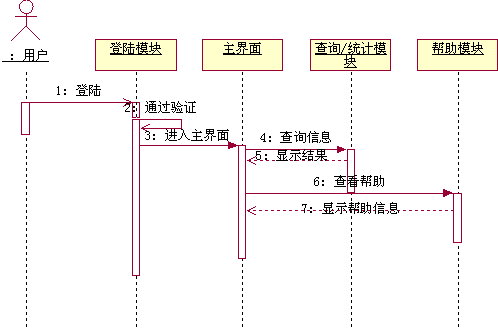 ：用户
登陆模块
主界面
查询/统计模
块
帮助模块
1：登陆
2：通过验证
3：进入主界面
4：查询信息
5：显示结果
6：查看帮助
7：显示帮助信息